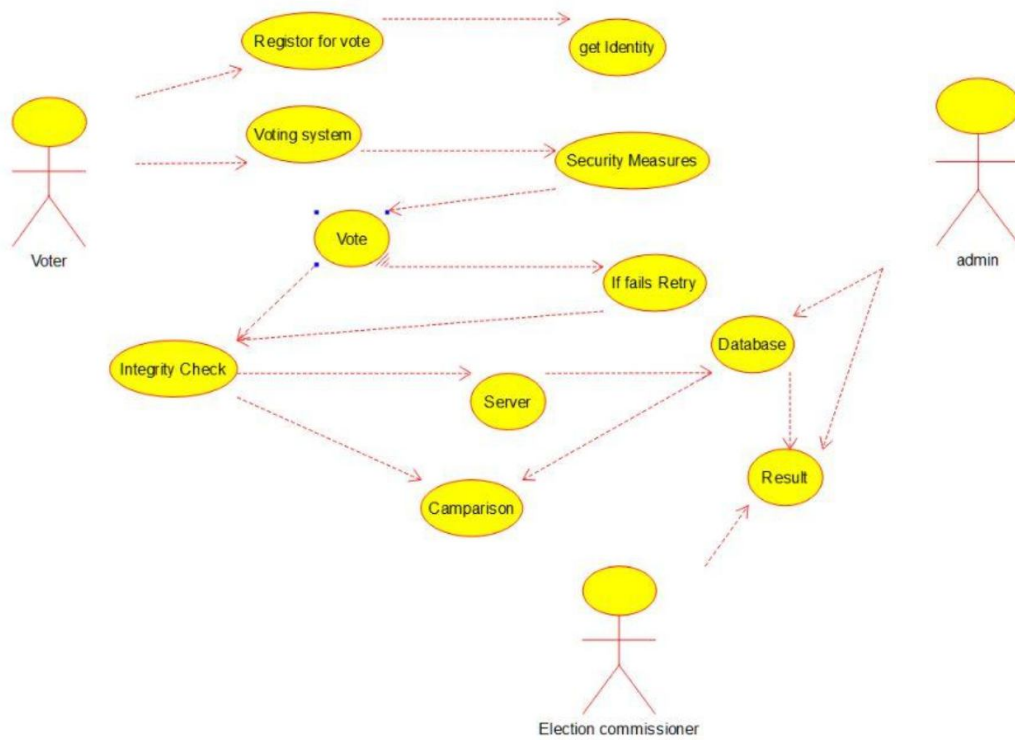 Registor for vote
get Identity
Voting system
Security Measures
Voter
admin
Vote
If fails Retry
Database
Integrity Check
Server
Result
Camparison
Election commissioner